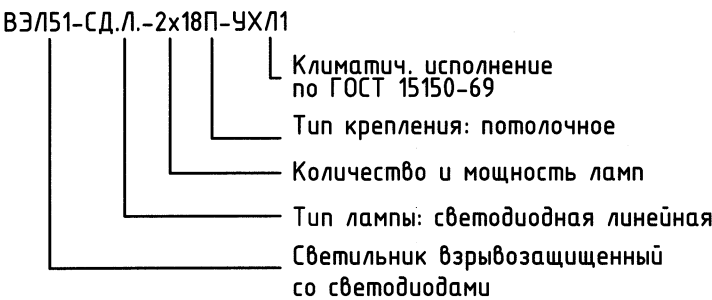 ВЭЛ51-СД.Л.-2х18П-УХЛ1
Климатич. исполнение
по ГОСТ 15150-69
Тип крепления: потолочное
Количество и мощность ламп
Тип лампы: светодиодная линейная
Светильник взрывозащищенный
со светодиодами